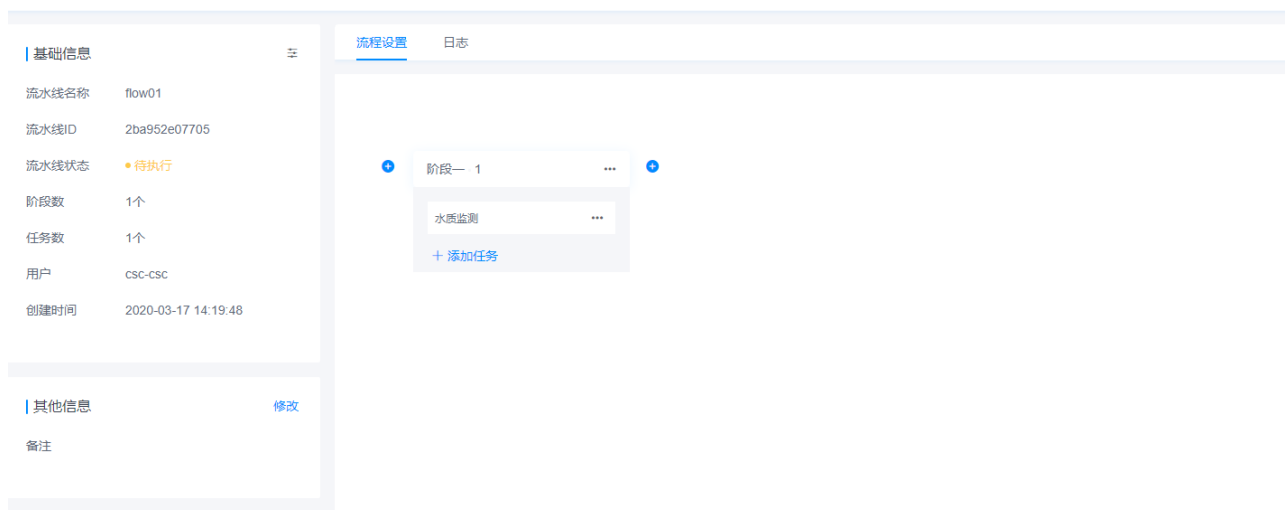 基础信息
流水线名称 flow01
流水线ID 2ba952e07705
流水线状态 待执行
阶段数 1个
任务数 1个
用户 csc-csc
创建时间 2020-03-17 14:19:48
其他信息 修改
备注
流程设置 日志
阶段一 1 •••
水质监测 •••
+ 添加任务